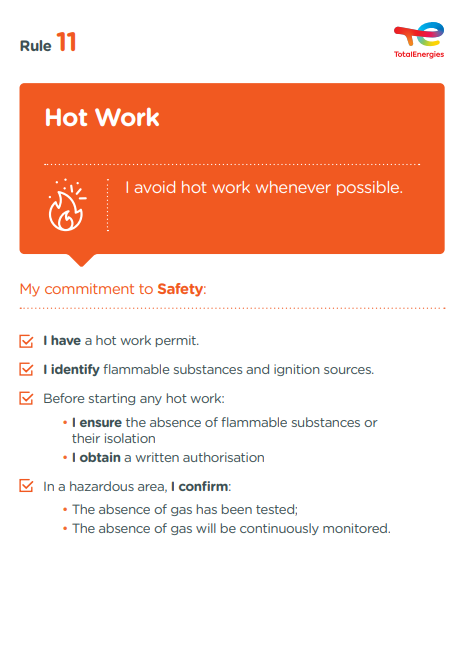 Rule 11
TotalEnergies
Hot Work
I avoid hot work whenever possible.
My commitment to Safety:
I have a hot work permit.
I identify flammable substances and ignition sources.
Before starting any hot work:
• I ensure the absence of flammable substances or
their isolation
• I obtain a written authorisation
In a hazardous area, I confirm:
• The absence of gas has been tested;
• The absence of gas will be continuously monitored.